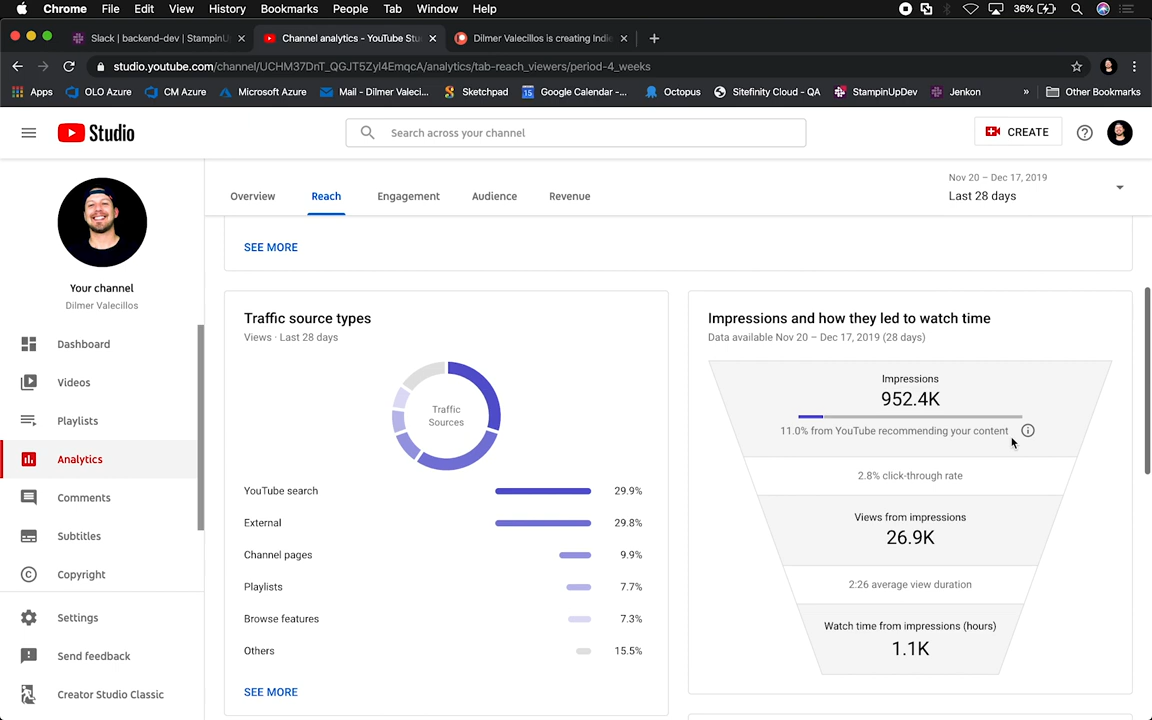 Chrome File Edit View History Bookmarks People Tab Window Help 36%
Slack | backend-dev | StampinU
Channel analytics - YouTube Stu
Dilmer Valecillos is creating Indie
studio.youtube.com/channel/UCHM37DnT_QGJT5Zyl4EmqcA/analytics/tab-reach_viewers/period-4_weeks
Apps OLO Azure CM Azure Microsoft Azure Mail - Dilmer Valeci... Sketchpad Google Calendar -... Octopus Sitefinity Cloud - QA StampinUpDev Jenkon » Other Bookmarks
Studio
Search across your channel
CREATE
Your channel
Dilmer Valecillos
Dashboard
Videos
Playlists
Analytics
Comments
Subtitles
Copyright
Settings
Send feedback
Creator Studio Classic
Overview Reach Engagement Audience Revenue
Nov 20 – Dec 17, 2019
Last 28 days
SEE MORE
Traffic source types
Views · Last 28 days
Traffic
Sources
YouTube search 29.9%
External 29.8%
Channel pages 9.9%
Playlists 7.7%
Browse features 7.3%
Others 15.5%
SEE MORE
Impressions and how they led to watch time
Data available Nov 20 – Dec 17, 2019 (28 days)
Impressions
952.4K
11.0% from YouTube recommending your content
2.8% click-through rate
Views from impressions
26.9K
2:26 average view duration
Watch time from impressions (hours)
1.1K